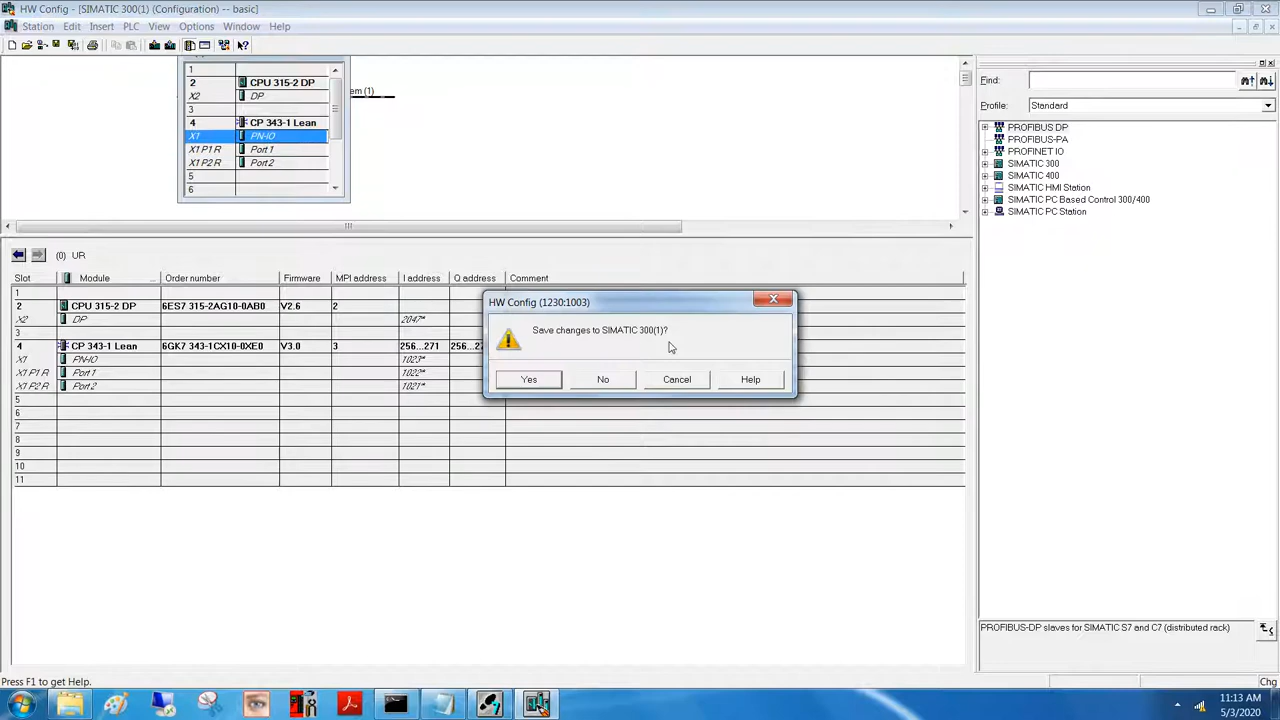 HW Config - [SIMATIC 300(1) (Configuration) -- basic]
Station Edit Insert PLC View Options Window Help
1
2 CPU 315-2 DP
X2 DP
3
4 CP 343-1 Lean
X1 PN-IO
X1 P1 R Port 1
X1 P2 R Port 2
5
6
em (1)
Find:
Profile: Standard
PROFIBUS DP
PROFIBUS-PA
PROFINET IO
SIMATIC 300
SIMATIC 400
SIMATIC HMI Station
SIMATIC PC Based Control 300/400
SIMATIC PC Station
(0) UR
Slot Module ... Order number Firmware MPI address I address Q address Comment
1
2 CPU 315-2 DP 6ES7 315-2AG10-0AB0 V2.6 2
X2 DP 2047*
3
4 CP 343-1 Lean 6GK7 343-1CX10-0XE0 V3.0 3 256...271 256...27
X1 PN-IO 1023*
X1 P1 R Port 1 1022*
X1 P2 R Port 2 1021*
5
6
7
8
9
10
11
HW Config (1230:1003)
Save changes to SIMATIC 300(1)?
Yes No Cancel Help
PROFIBUS-DP slaves for SIMATIC S7 and C7 (distributed rack)
Press F1 to get Help.
Chg
11:13 AM
5/3/2020